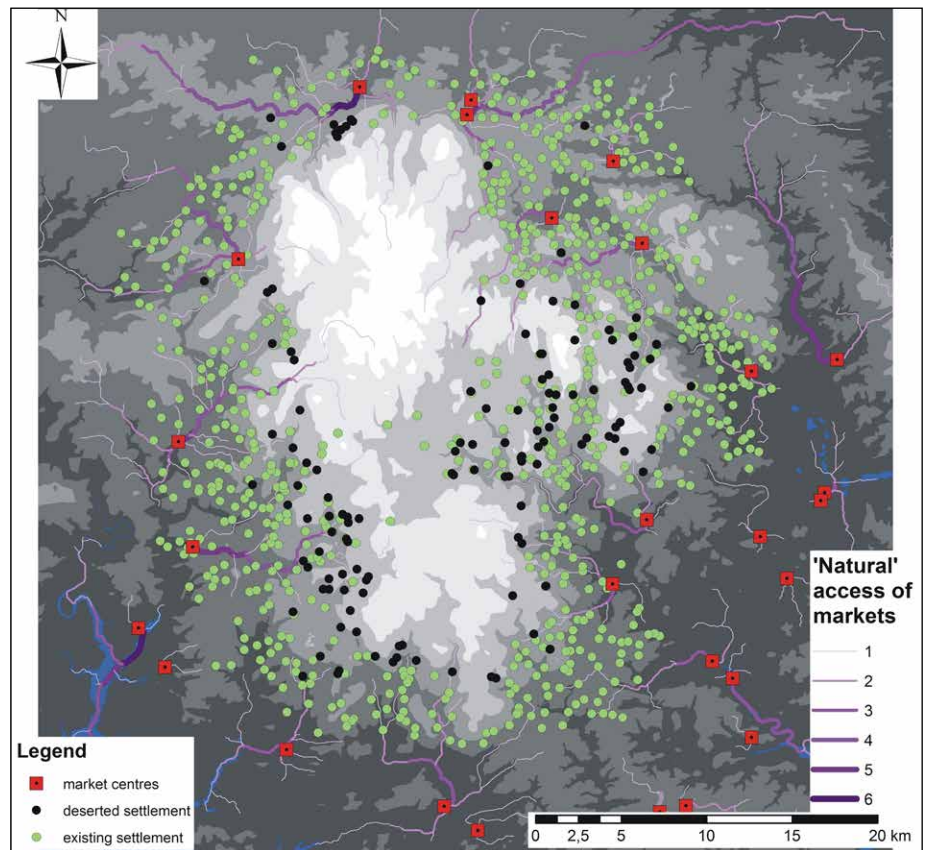 N
Legend
market centres
deserted settlement
existing settlement
'Natural'
access of
markets
1
2
3
4
5
6
0 2,5 5 10 15 20 km